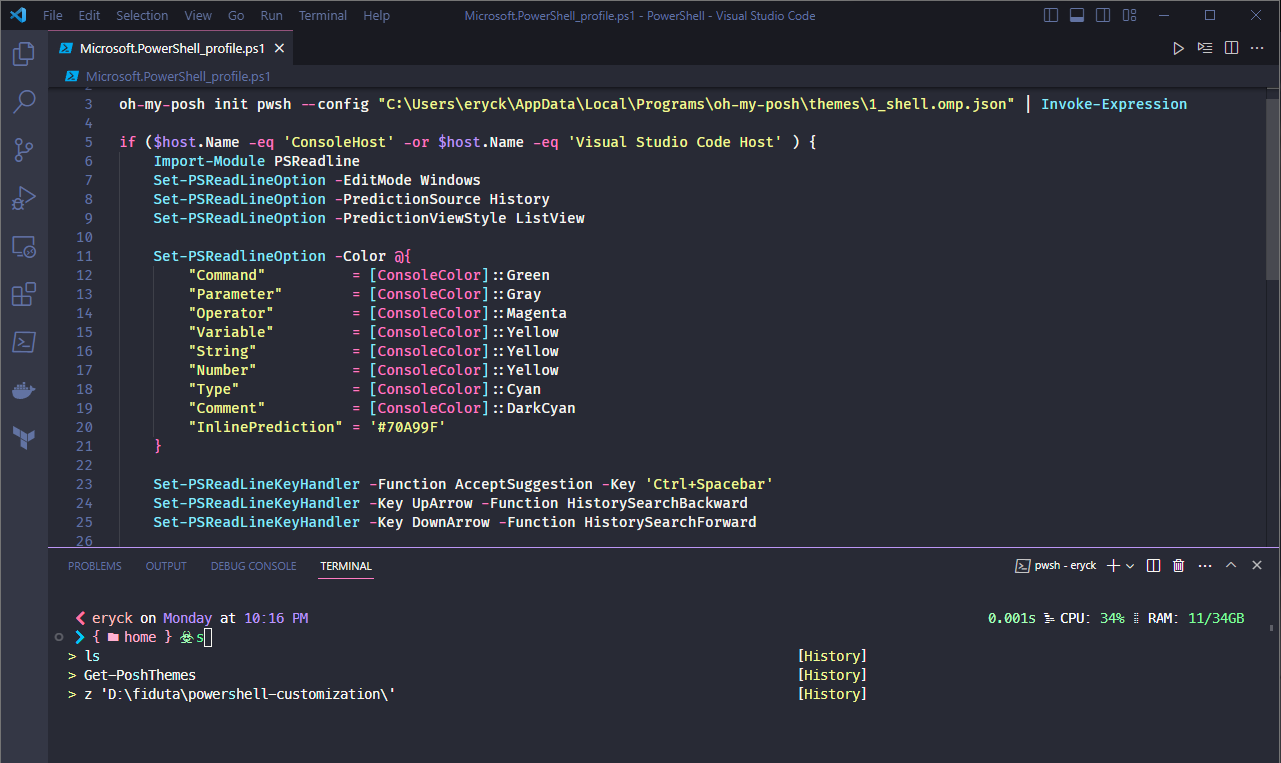 File Edit Selection View Go Run Terminal Help Microsoft.PowerShell_profile.ps1 - PowerShell - Visual Studio Code
Microsoft.PowerShell_profile.ps1
Microsoft.PowerShell_profile.ps1
3 oh-my-posh init pwsh --config "C:\Users\eryck\AppData\Local\Programs\oh-my-posh\themes\1_shell.omp.json" | Invoke-Expression
4
5 if ($host.Name -eq 'ConsoleHost' -or $host.Name -eq 'Visual Studio Code Host' ) {
6 Import-Module PSReadline
7 Set-PSReadLineOption -EditMode Windows
8 Set-PSReadLineOption -PredictionSource History
9 Set-PSReadLineOption -PredictionViewStyle ListView
10
11 Set-PSReadlineOption -Color @{
12 "Command" = [ConsoleColor]::Green
13 "Parameter" = [ConsoleColor]::Gray
14 "Operator" = [ConsoleColor]::Magenta
15 "Variable" = [ConsoleColor]::Yellow
16 "String" = [ConsoleColor]::Yellow
17 "Number" = [ConsoleColor]::Yellow
18 "Type" = [ConsoleColor]::Cyan
19 "Comment" = [ConsoleColor]::DarkCyan
20 "InlinePrediction" = '#70A99F'
21 }
22
23 Set-PSReadLineKeyHandler -Function AcceptSuggestion -Key 'Ctrl+Spacebar'
24 Set-PSReadLineKeyHandler -Key UpArrow -Function HistorySearchBackward
25 Set-PSReadLineKeyHandler -Key DownArrow -Function HistorySearchForward
26
PROBLEMS OUTPUT DEBUG CONSOLE TERMINAL pwsh - eryck
eryck on Monday at 10:16 PM 0.001s CPU: 34% RAM: 11/34GB
{ home } s
> ls [History]
> Get-PoshThemes [History]
> z 'D:\fiduta\powershell-customization\' [History]